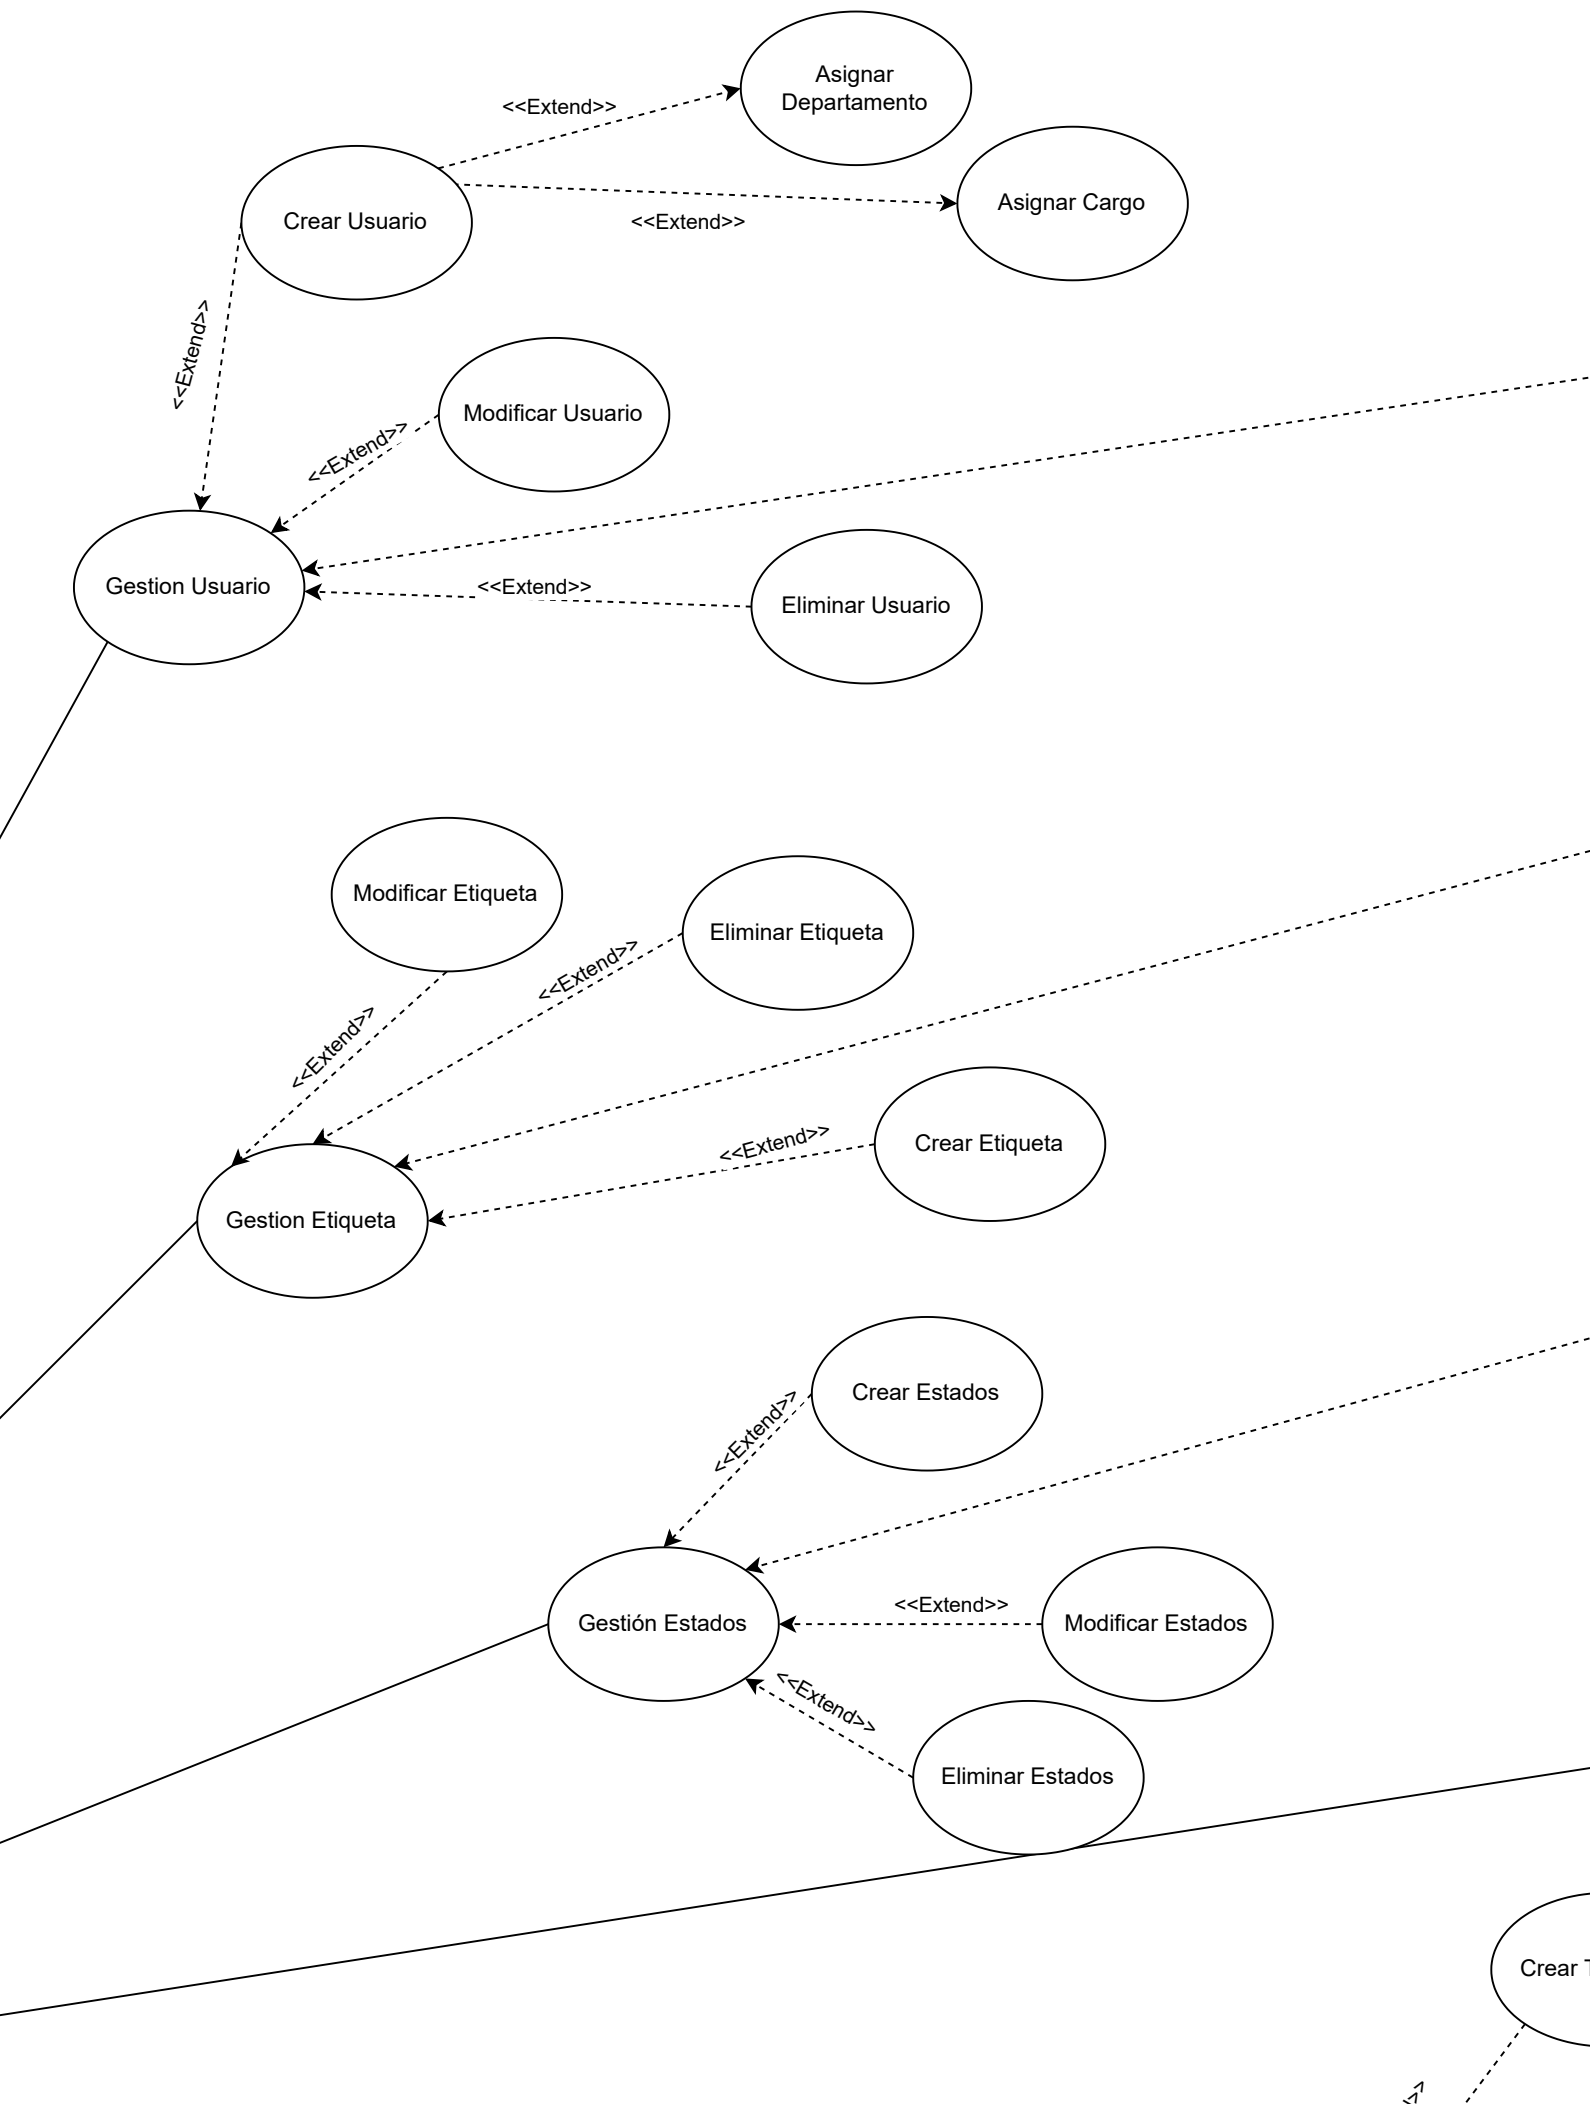 Asignar
Departamento
<<Extend>>
Asignar Cargo
Crear Usuario
<<Extend>>
<<Extend>>
Modificar Usuario
<<Extend>>
Gestion Usuario
<<Extend>>
Eliminar Usuario
Modificar Etiqueta
Eliminar Etiqueta
<<Extend>>
<<Extend>>
Crear Etiqueta
<<Extend>>
Gestion Etiqueta
Crear Estados
<<Extend>>
<<Extend>>
Gestión Estados
Modificar Estados
<<Extend>>
Eliminar Estados
Crear